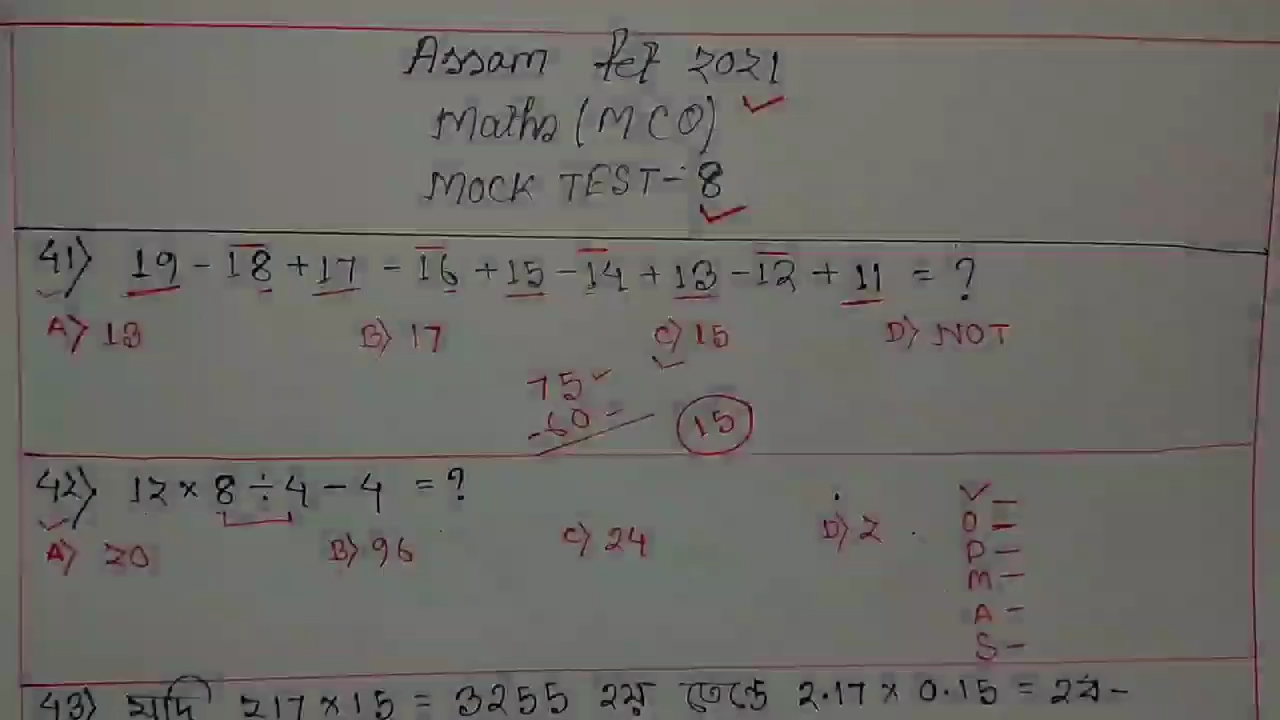 Assam Tet 2021
Maths (MCQ)
MOCK TEST - 8
41) 19 - 18 + 17 - 16 + 15 - 14 + 13 - 12 + 11 = ?
A) 13 B) 17 C) 15 D) NOT
75
-60 15
42) 12 × 8 ÷ 4 - 4 = ?
A) 20 B) 96 C) 24 D) 2
V -
O -
D -
M -
A -
S -
43) যদি 217 × 15 = 3255 হয় তেন্তে 2.17 × 0.15 = হব -